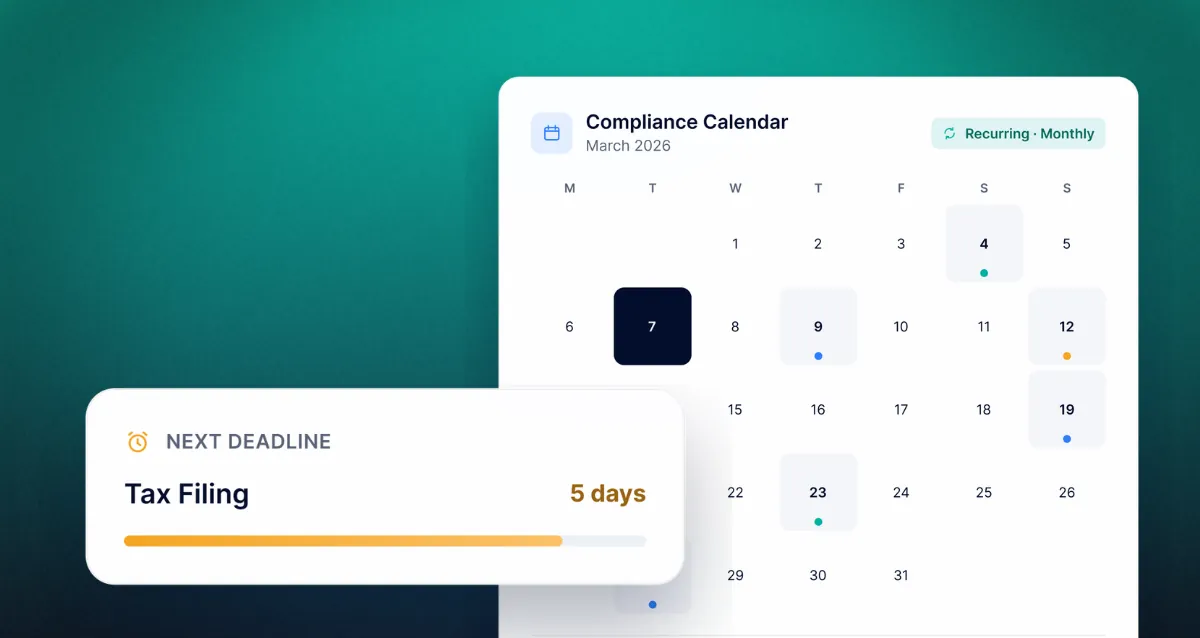 Compliance Calendar
March 2026
Recurring · Monthly
M T W T F S S
1 2 3 4 5
6 7 8 9 10 11 12
15 16 17 18 19
22 23 24 25 26
29 30 31
NEXT DEADLINE
Tax Filing 5 days